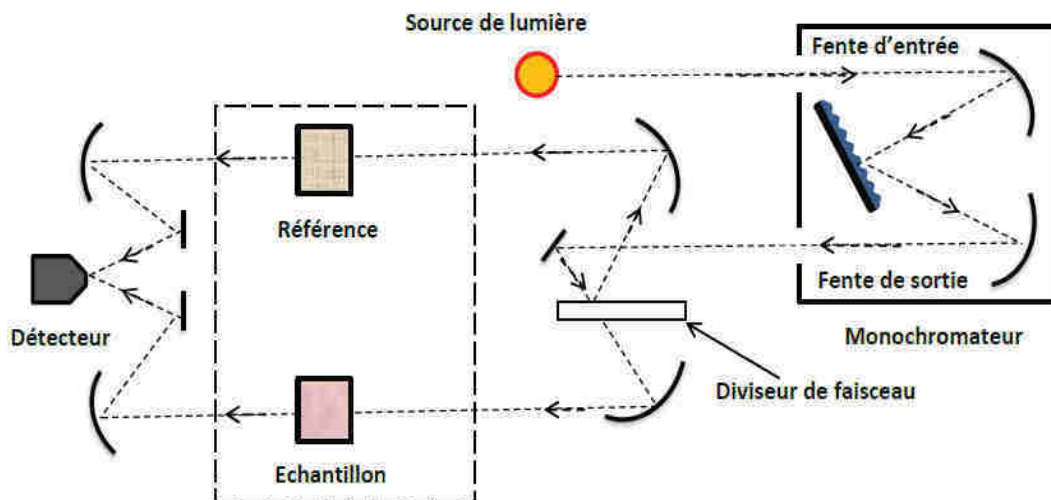 Source de lumière
Fente d'entrée
Référence
Fente de sortie
Détecteur
Monochromateur
Diviseur de faisceau
Echantillon